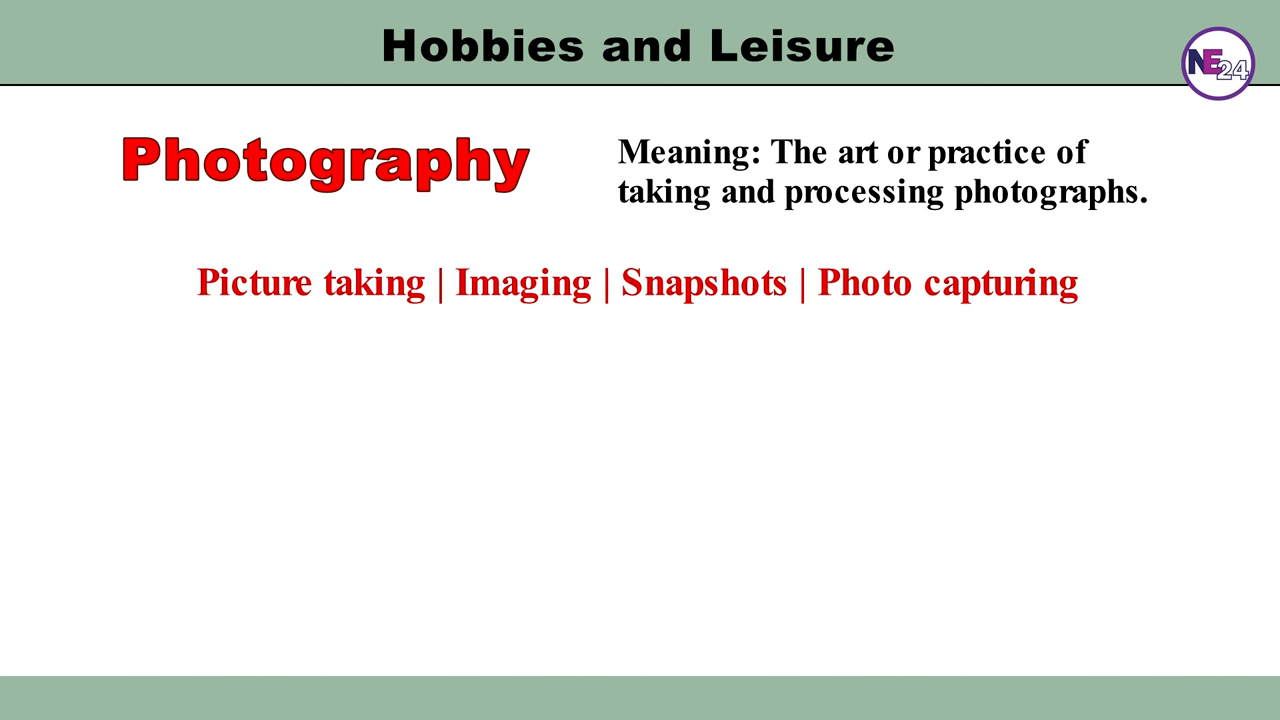 Hobbies and Leisure
NE24
Photography
Meaning: The art or practice of
taking and processing photographs.
Picture taking | Imaging | Snapshots | Photo capturing